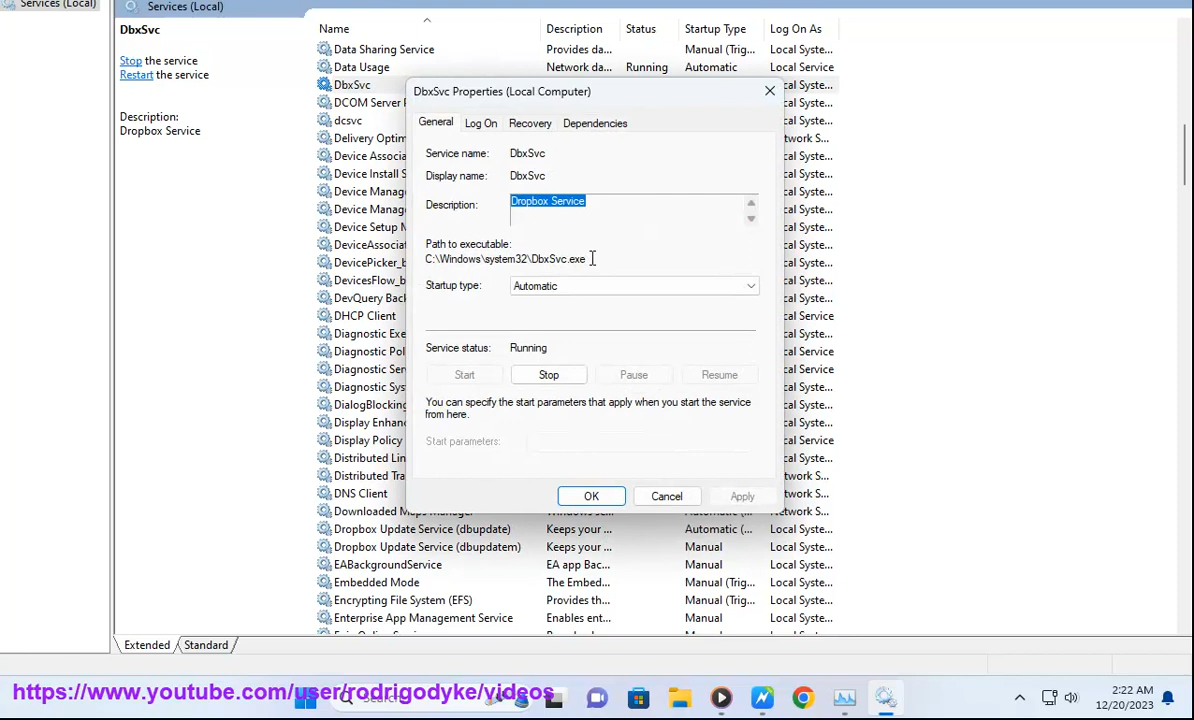 Services (Local)
Services (Local)
DbxSvc
Stop the service
Restart the service
Description:
Dropbox Service
Name Description Status Startup Type Log On As
Data Sharing Service Provides da... Manual (Trig... Local Syste...
Data Usage Network da... Running Automatic Local Service
DbxSvc Local Syste...
DCOM Server P Local Syste...
dcsvc Local Syste...
Delivery Optim Network S...
Device Associa Local Syste...
Device Install S Local Syste...
Device Manag Local Syste...
Device Manag Local Syste...
Device Setup M Local Syste...
DeviceAssociat Local Syste...
DevicePicker_b Local Syste...
DevicesFlow_b Local Syste...
DevQuery Back Local Syste...
DHCP Client Local Service
Diagnostic Exe Local Syste...
Diagnostic Pol Local Service
Diagnostic Ser Local Service
Diagnostic Sys Local Syste...
DialogBlocking Local Syste...
Display Enhanc Local Syste...
Display Policy Local Service
Distributed Lin Local Syste...
Distributed Tra Network S...
DNS Client Network S...
Downloaded Maps Manager Windows se... Automatic (... Network S...
Dropbox Update Service (dbupdate) Keeps your ... Automatic (... Local Syste...
Dropbox Update Service (dbupdatem) Keeps your ... Manual Local Syste...
EABackgroundService EA app Bac... Manual Local Syste...
Embedded Mode The Embed... Manual (Trig... Local Syste...
Encrypting File System (EFS) Provides th... Manual (Trig... Local Syste...
Enterprise App Management Service Enables ent... Manual Local Syste...
DbxSvc Properties (Local Computer)
General Log On Recovery Dependencies
Service name: DbxSvc
Display name: DbxSvc
Description: Dropbox Service
Path to executable:
C:\Windows\system32\DbxSvc.exe
Startup type: Automatic
Service status: Running
Start Stop Pause Resume
You can specify the start parameters that apply when you start the service
from here.
Start parameters:
OK Cancel Apply
Extended Standard
https://www.youtube.com/user/rodrigodyke/videos
Search
2:22 AM
12/20/2023